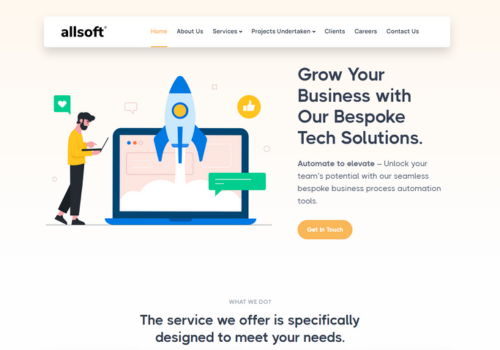 allsoft®
Home About Us Services Projects Undertaken Clients Careers Contact Us
Grow Your
Business with
Our Bespoke
Tech Solutions.
Automate to elevate – Unlock your
team's potential with our seamless
bespoke business process automation
tools.
Get In Touch
WHAT WE DO?
The service we offer is specifically
designed to meet your needs.